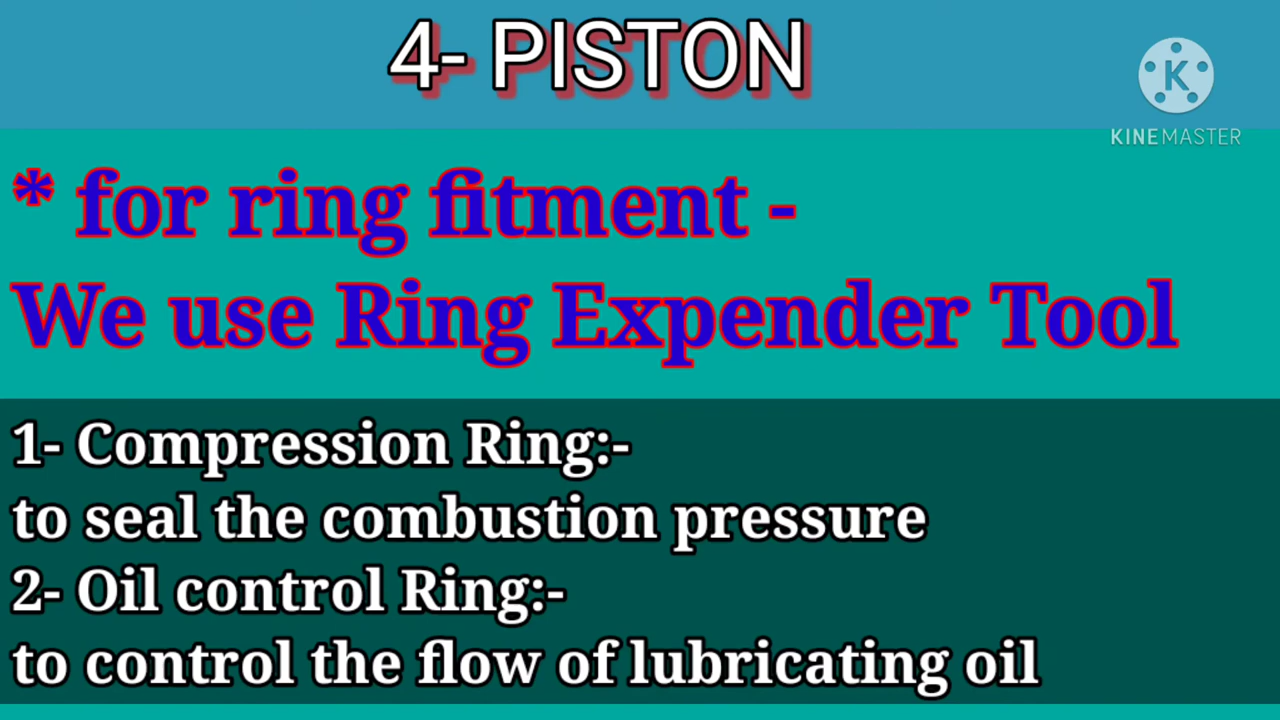 4- PISTON
K
KINEMASTER
* for ring fitment -
We use Ring Expender Tool
1- Compression Ring:-
to seal the combustion pressure
2- Oil control Ring:-
to control the flow of lubricating oil